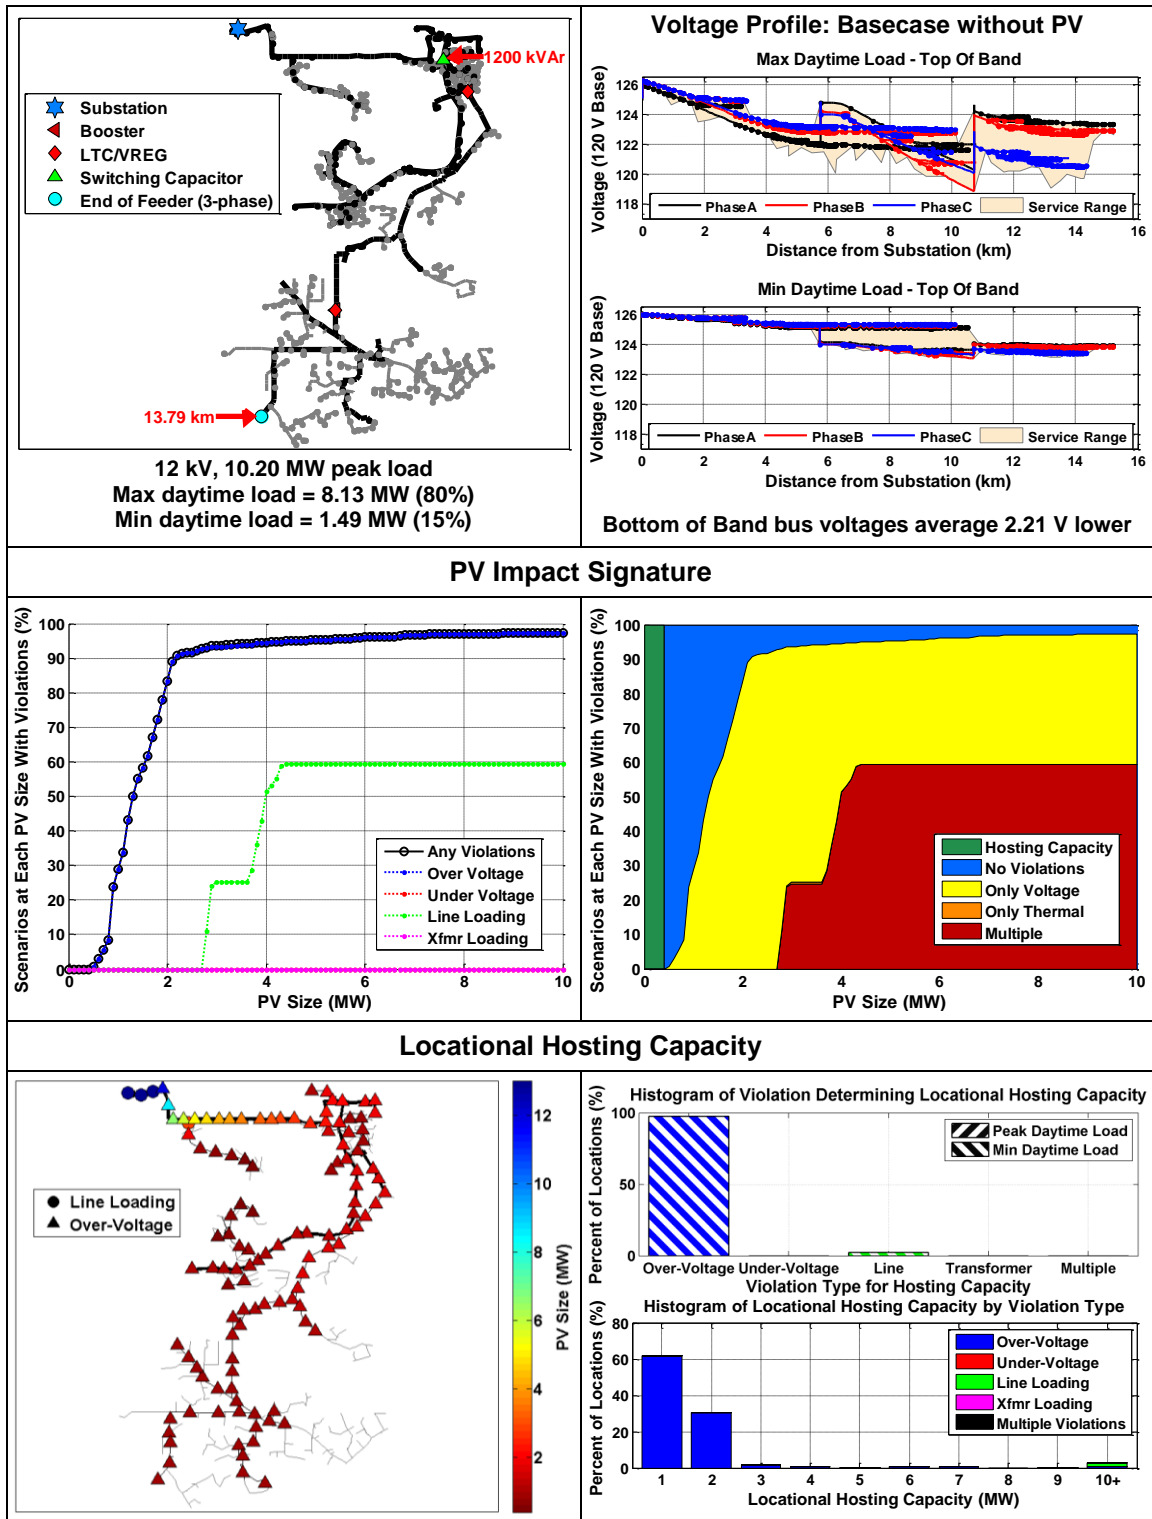 1200 kVAr
Substation
Booster
LTC/VREG
Switching Capacitor
End of Feeder (3-phase)
13.79 km
12 kV, 10.20 MW peak load
Max daytime load = 8.13 MW (80%)
Min daytime load = 1.49 MW (15%)
Voltage Profile: Basecase without PV
Max Daytime Load - Top Of Band
Voltage (120 V Base)
126
124
122
120
118
PhaseA PhaseB PhaseC Service Range
0 2 4 6 8 10 12 14 16
Distance from Substation (km)
Min Daytime Load - Top Of Band
Voltage (120 V Base)
126
124
122
120
118
PhaseA PhaseB PhaseC Service Range
0 2 4 6 8 10 12 14 16
Distance from Substation (km)
Bottom of Band bus voltages average 2.21 V lower
PV Impact Signature
Scenarios at Each PV Size With Violations (%)
100
90
80
70
60
50
40
30
20
10
0
Any Violations
Over Voltage
Under Voltage
Line Loading
Xfmr Loading
0 2 4 6 8 10
PV Size (MW)
Scenarios at Each PV Size With Violations (%)
100
90
80
70
60
50
40
30
20
10
0
Hosting Capacity
No Violations
Only Voltage
Only Thermal
Multiple
0 2 4 6 8 10
PV Size (MW)
Locational Hosting Capacity
Line Loading
Over-Voltage
12
10
8
6
4
2
PV Size (MW)
Histogram of Violation Determining Locational Hosting Capacity
Percent of Locations (%)
100
50
0
Peak Daytime Load
Min Daytime Load
Over-Voltage Under-Voltage Line Transformer Multiple
Violation Type for Hosting Capacity
Histogram of Locational Hosting Capacity by Violation Type
Percent of Locations (%)
80
60
40
20
0
Over-Voltage
Under-Voltage
Line Loading
Xfmr Loading
Multiple Violations
1 2 3 4 5 6 7 8 9 10+
Locational Hosting Capacity (MW)